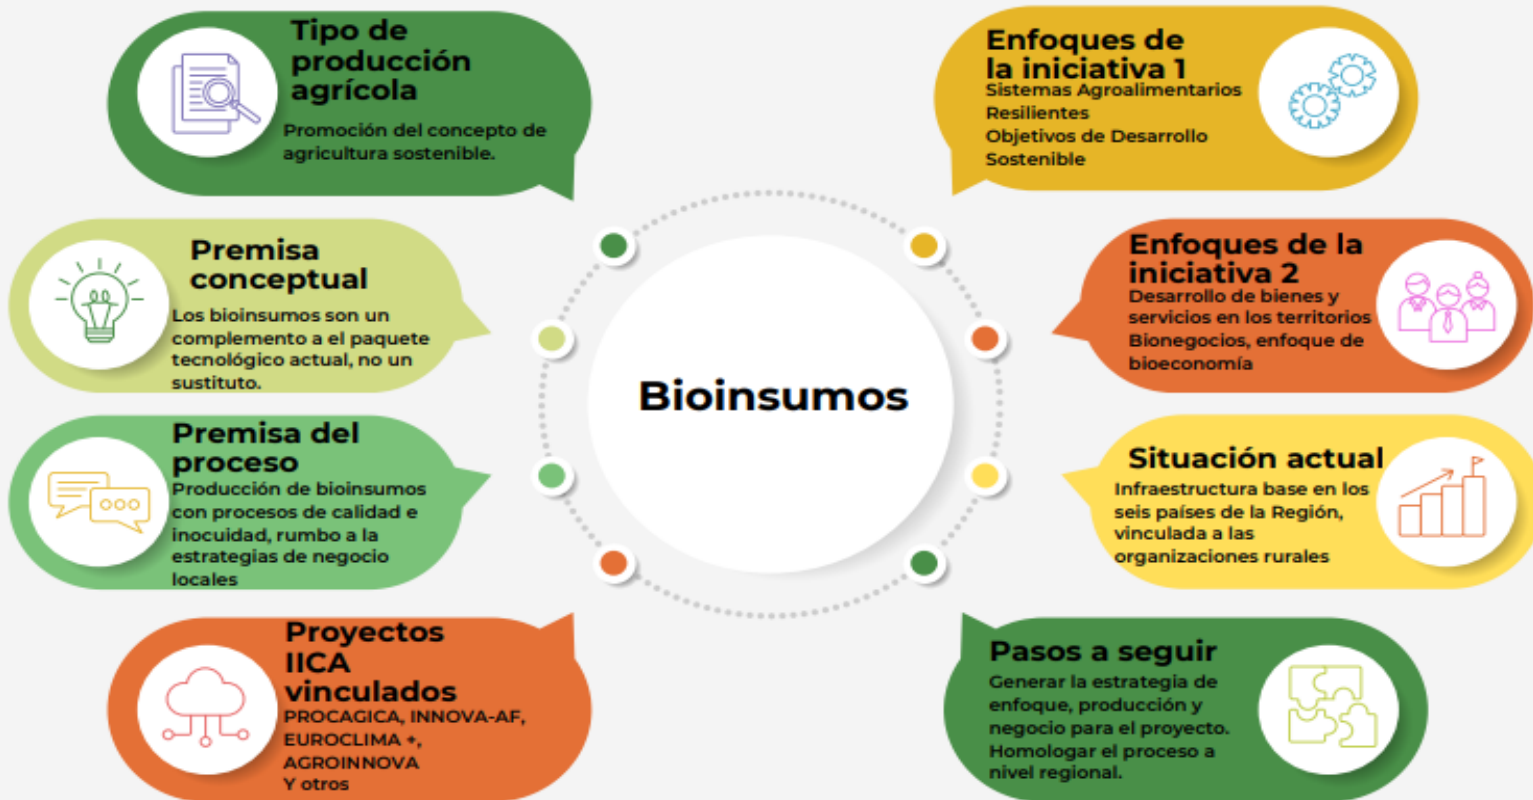 Tipo de
producción
agrícola
Promoción del concepto de
agricultura sostenible.
Premisa
conceptual
Los bioinsumos son un
complemento a el paquete
tecnológico actual, no un
sustituto.
Premisa del
proceso
Producción de bioinsumos
con procesos de calidad e
inocuidad, rumbo a la
estrategias de negocio
locales
Proyectos
IICA
vinculados
PROCAGICA, INNOVA-AF,
EUROCLIMA +,
AGROINNOVA
Y otros
Bioinsumos
Enfoques de
la iniciativa 1
Sistemas Agroalimentarios
Resilientes
Objetivos de Desarrollo
Sostenible
Enfoques de la
iniciativa 2
Desarrollo de bienes y
servicios en los territorios
Bionegocios, enfoque de
bioeconomía
Situación actual
Infraestructura base en los
seis países de la Región,
vinculada a las
organizaciones rurales
Pasos a seguir
Generar la estrategia de
enfoque, producción y
negocio para el proyecto.
Homologar el proceso a
nivel regional.